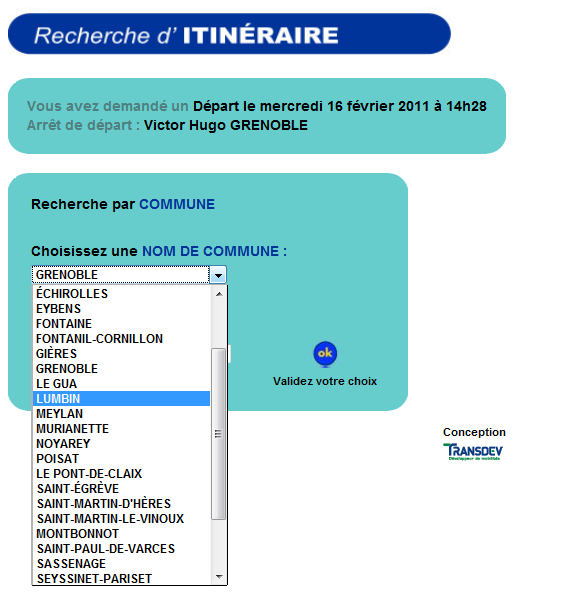 Recherche d' ITINÉRAIRE
Vous avez demandé un Départ le mercredi 16 février 2011 à 14h28
Arrêt de départ : Victor Hugo GRENOBLE
Recherche par COMMUNE
Choisissez une NOM DE COMMUNE :
GRENOBLE
ÉCHIROLLES
EYBENS
FONTAINE
FONTANIL-CORNILLON
GIÈRES
GRENOBLE
LE GUA
LUMBIN
MEYLAN
MURIANETTE
NOYAREY
POISAT
LE PONT-DE-CLAIX
SAINT-ÉGRÈVE
SAINT-MARTIN-D'HÈRES
SAINT-MARTIN-LE-VINOUX
MONTBONNOT
SAINT-PAUL-DE-VARCES
SASSENAGE
SEYSSINET-PARISET
ok
Validez votre choix
Conception
TRANSDEV
Développeur de mobilités